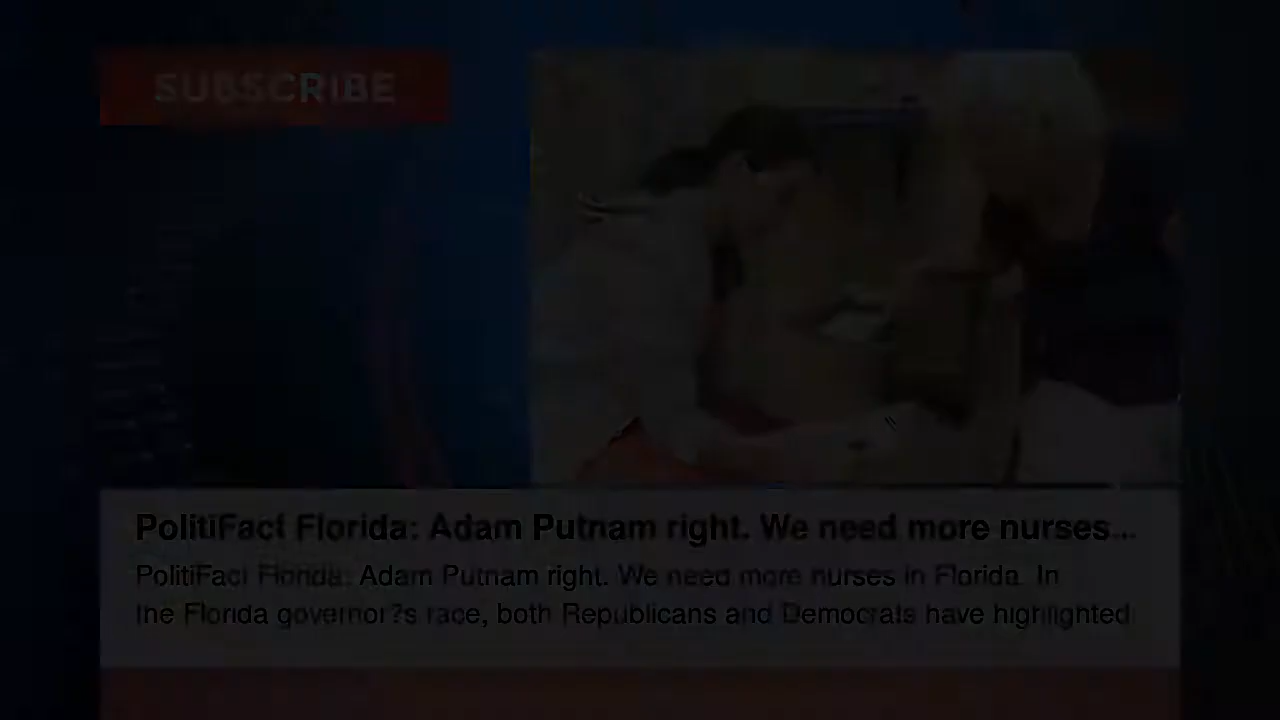 SUBSCRIBE
PolitiFact Florida: Adam Putnam right. We need more nurses...
PolitiFact Florida: Adam Putnam right. We need more nurses in Florida. In
the Florida governor?s race, both Republicans and Democrats have highlighted